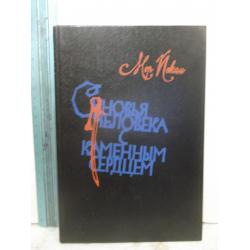 Мор Йокаи
Сыновья
человека с
каменным
сердцем